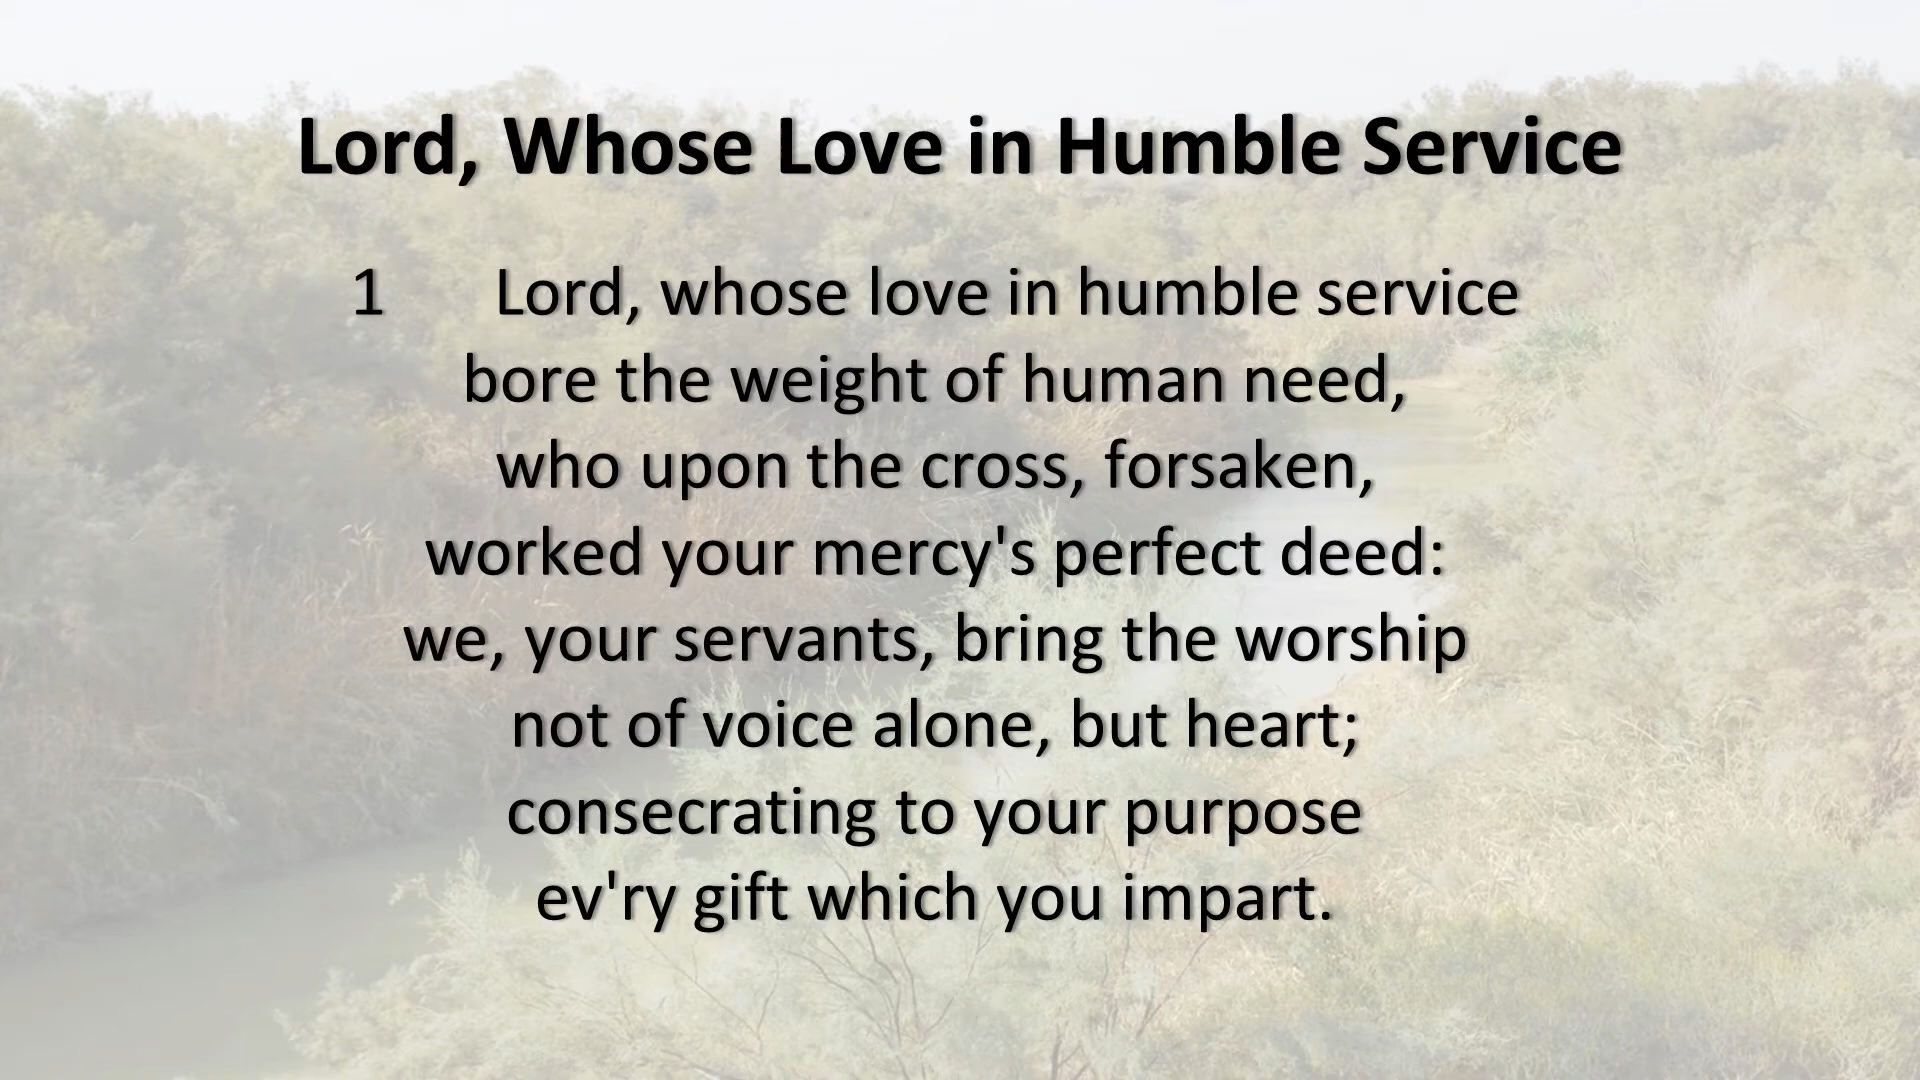 Lord, Whose Love in Humble Service
1 Lord, whose love in humble service
bore the weight of human need,
who upon the cross, forsaken,
worked your mercy's perfect deed:
we, your servants, bring the worship
not of voice alone, but heart;
consecrating to your purpose
ev'ry gift which you impart.